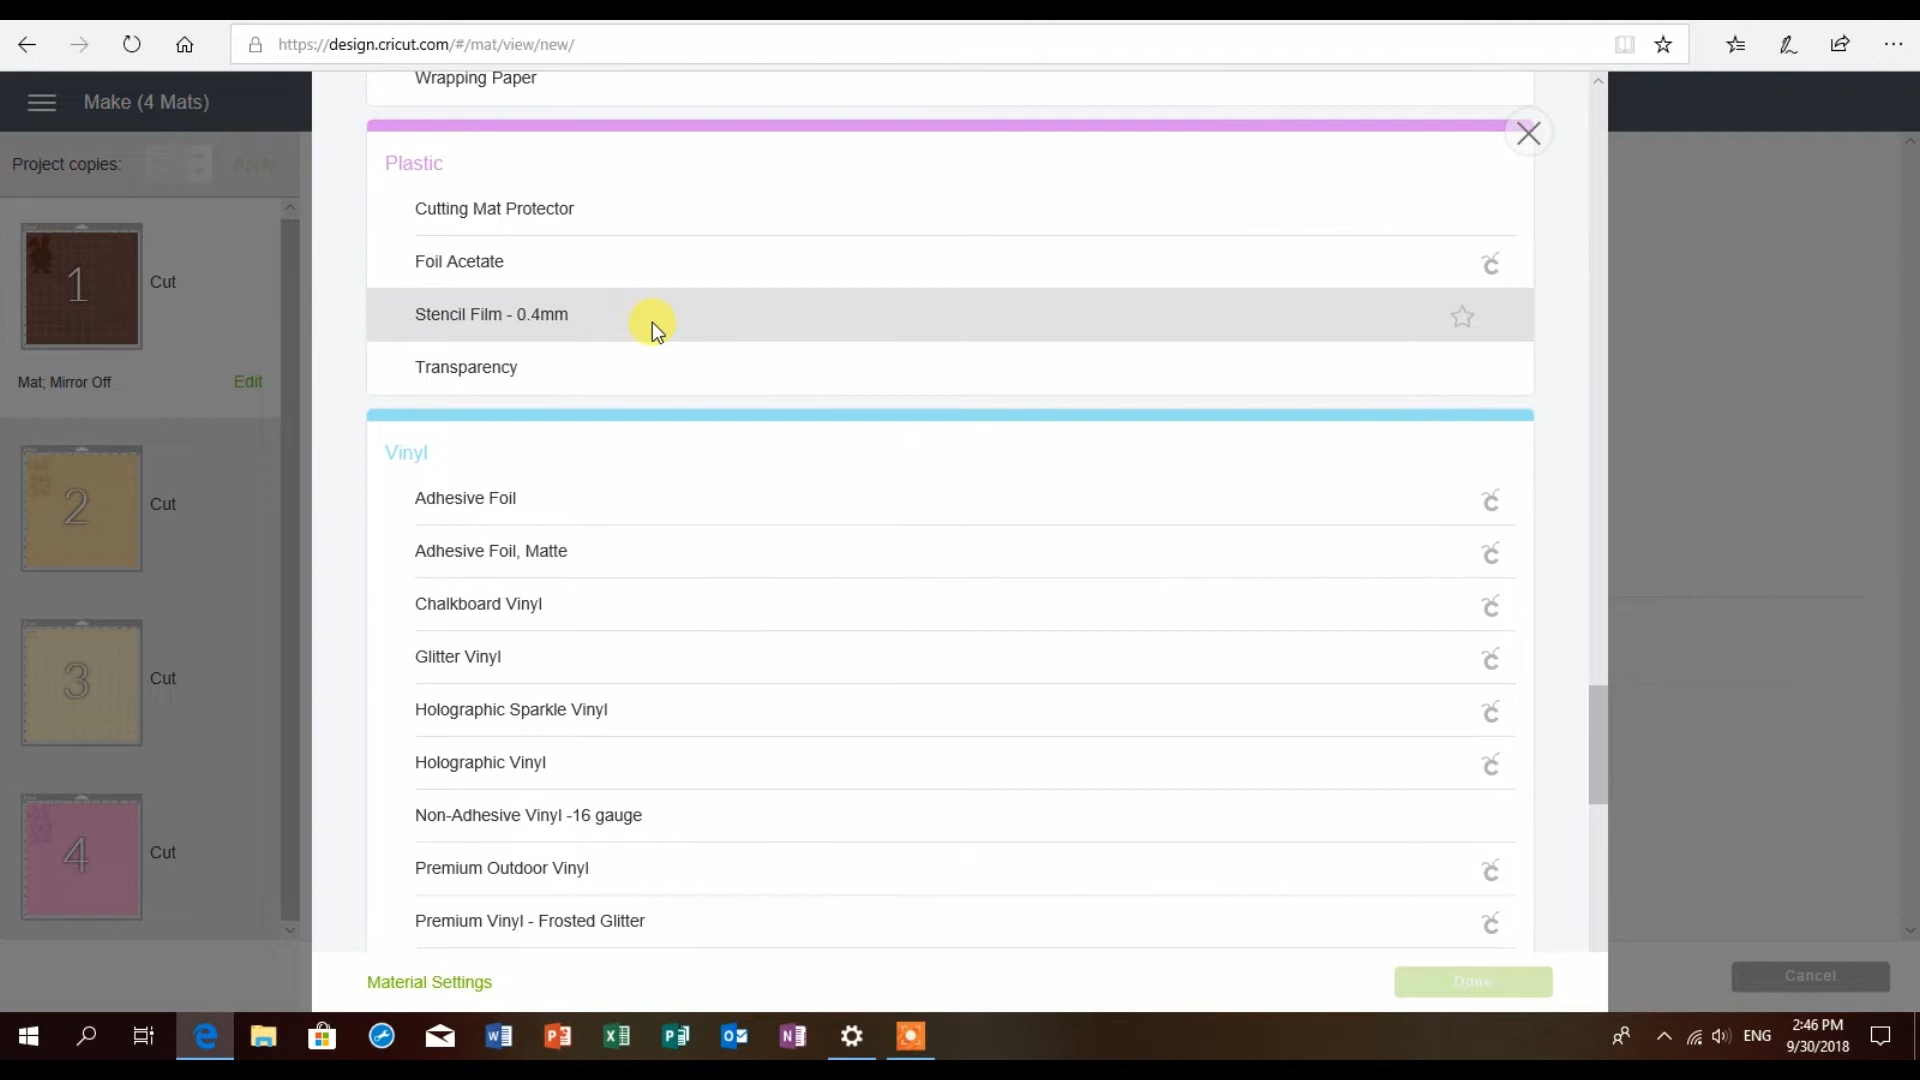 https://design.cricut.com/#/mat/view/new/
Make (4 Mats)
Project copies:
Apply
1
Cut
Mat; Mirror Off
Edit
2
Cut
3
Cut
4
Cut
Wrapping Paper
Plastic
Cutting Mat Protector
Foil Acetate
Stencil Film - 0.4mm
Transparency
Vinyl
Adhesive Foil
Adhesive Foil, Matte
Chalkboard Vinyl
Glitter Vinyl
Holographic Sparkle Vinyl
Holographic Vinyl
Non-Adhesive Vinyl -16 gauge
Premium Outdoor Vinyl
Premium Vinyl - Frosted Glitter
Material Settings
Done
Cancel
ENG
2:46 PM
9/30/2018